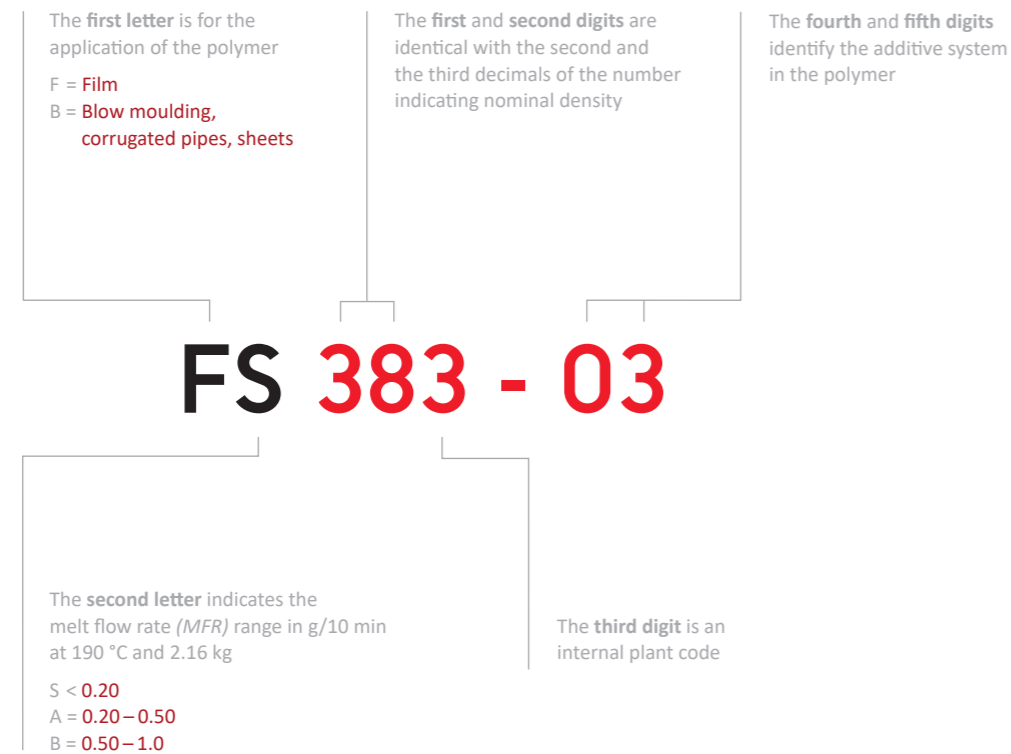 The first letter is for the
application of the polymer
F = Film
B = Blow moulding,
corrugated pipes, sheets
The first and second digits are
identical with the second and
the third decimals of the number
indicating nominal density
The fourth and fifth digits
identify the additive system
in the polymer
FS 383 - 03
The second letter indicates the
melt flow rate (MFR) range in g/10 min
at 190 °C and 2.16 kg
S < 0.20
A = 0.20 – 0.50
B = 0.50 – 1.0
The third digit is an
internal plant code